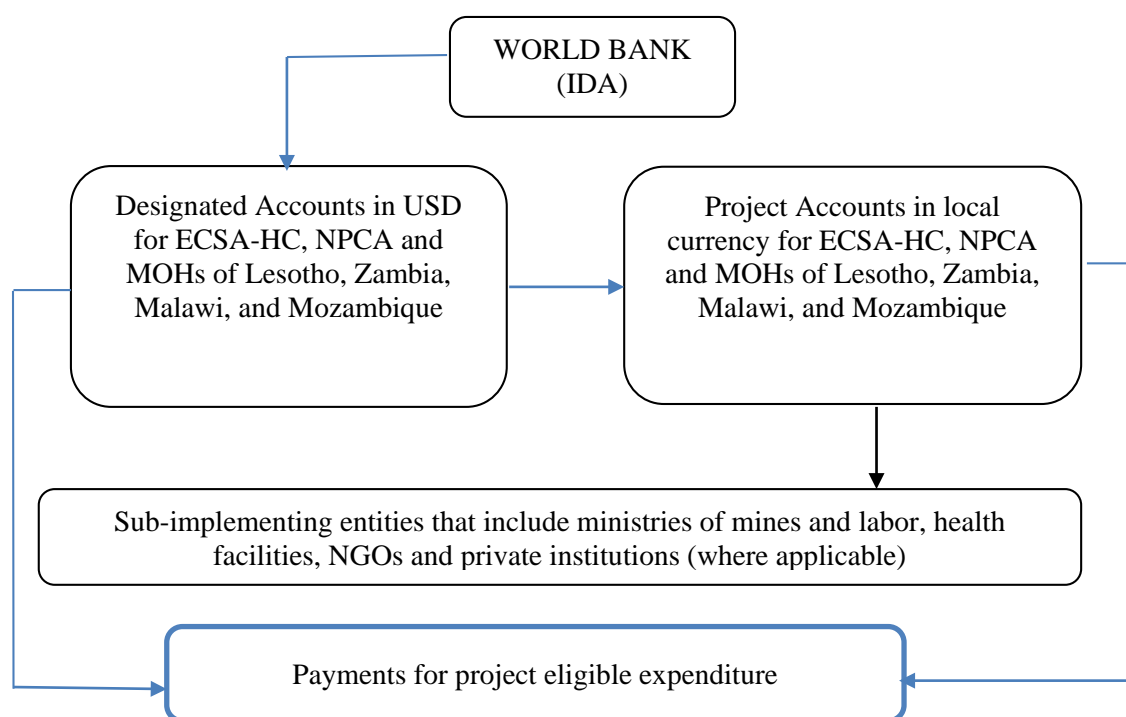 WORLD BANK
(IDA)
Designated Accounts in USD
for ECSA-HC, NPCA and
MOHs of Lesotho, Zambia,
Malawi, and Mozambique
Project Accounts in local
currency for ECSA-HC, NPCA
and MOHs of Lesotho, Zambia,
Malawi, and Mozambique
Sub-implementing entities that include ministries of mines and labor, health
facilities, NGOs and private institutions (where applicable)
Payments for project eligible expenditure